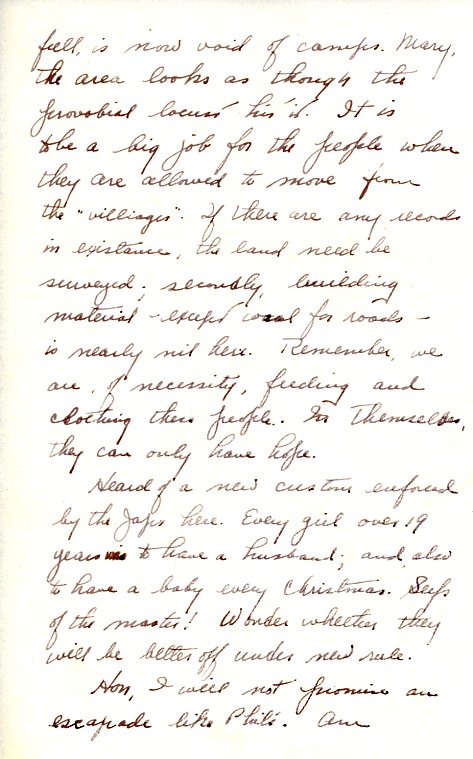 fell, is now void of camps. Mary,
the area looks as though the
provobial locust his it. It is
to be a big job for the people when
they are allowed to move from
the "villiages". If there are any records
in existance, the land need be
surveyed; secondly, building
material - except coral for roads -
is nearly nil here. Remember, we
are, of necessity, feeding and
clothing these people. For Themselves,
they can only have hope.
Heard of a new custom enforced
by the Japs here. Every girl over 19
years is to have a husband; and also
to have a baby every Christmas.
of the master! Wonder whether they
will be better off under new rule.
Hon, I will not promise an
escapade like Phil's. Am